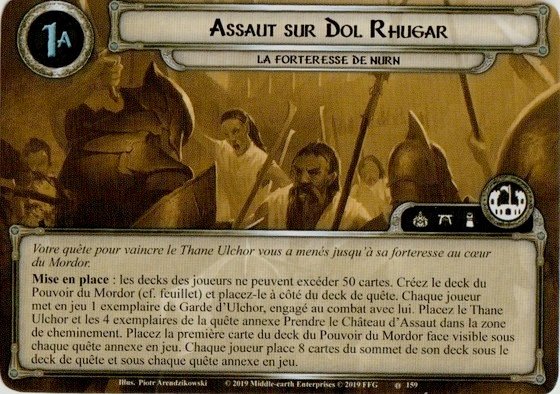 1A
ASSAUT SUR DOL RHUGAR
LA FORTERESSE DE NURN
Votre quête pour vaincre le Thane Ulchor vous a menés jusqu'à sa forteresse au cœur
du Mordor.
Mise en place : les decks des joueurs ne peuvent excéder 50 cartes. Créez le deck du
Pouvoir du Mordor (cf. feuillet) et placez-le à côté du deck de quête. Chaque joueur
met en jeu 1 exemplaire de Garde d'Ulchor, engagé au combat avec lui. Placez le Thane
Ulchor et les 4 exemplaires de la quête annexe Prendre le Château d'Assaut dans la zone
de cheminement. Placez la première carte du deck du Pouvoir du Mordor face visible sous
chaque quête annexe en jeu. Chaque joueur place 8 cartes du sommet de son deck sous le
deck de quête et sous chaque quête annexe en jeu.
Illus. Piotr Arendzikowski © 2019 Middle-earth Enterprises © 2019 FFG 159